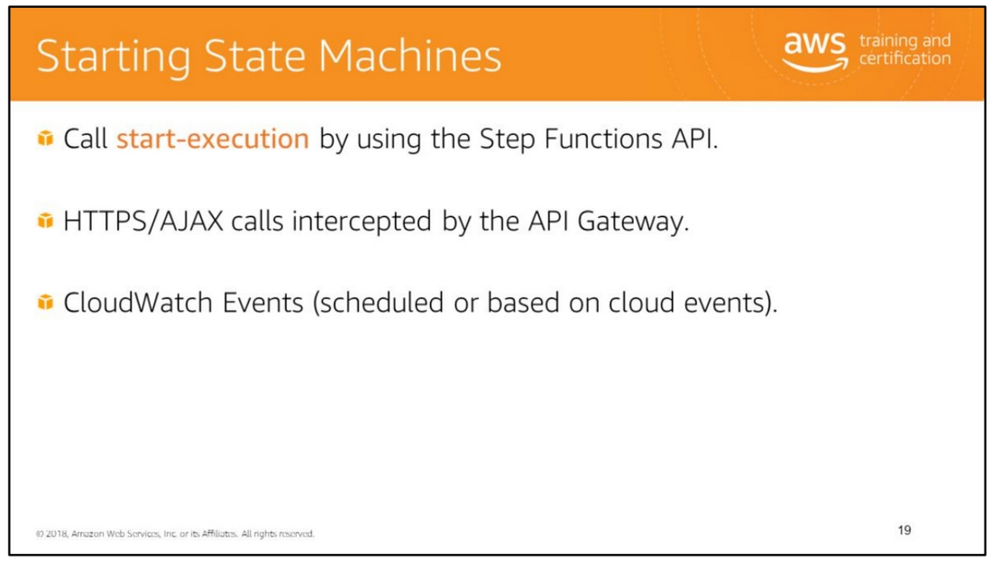 Starting State Machines
aws training and
certification
Call start-execution by using the Step Functions API.
HTTPS/AJAX calls intercepted by the API Gateway.
CloudWatch Events (scheduled or based on cloud events).
© 2018, Amazon Web Services, Inc. or its Affiliates. All rights reserved.
19